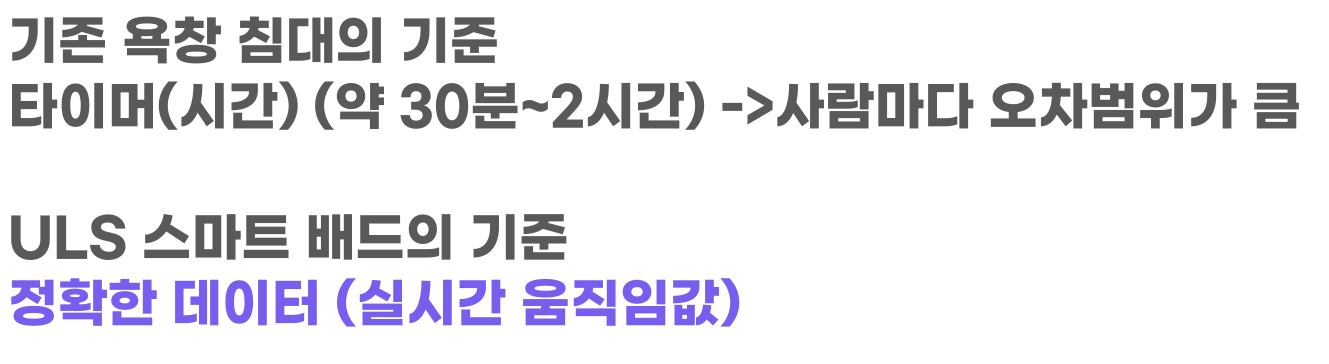 기존 욕창 침대의 기준
타이머(시간) (약 30분~2시간) ->사람마다 오차범위가 큼
ULS 스마트 배드의 기준
정확한 데이터 (실시간 움직임값)